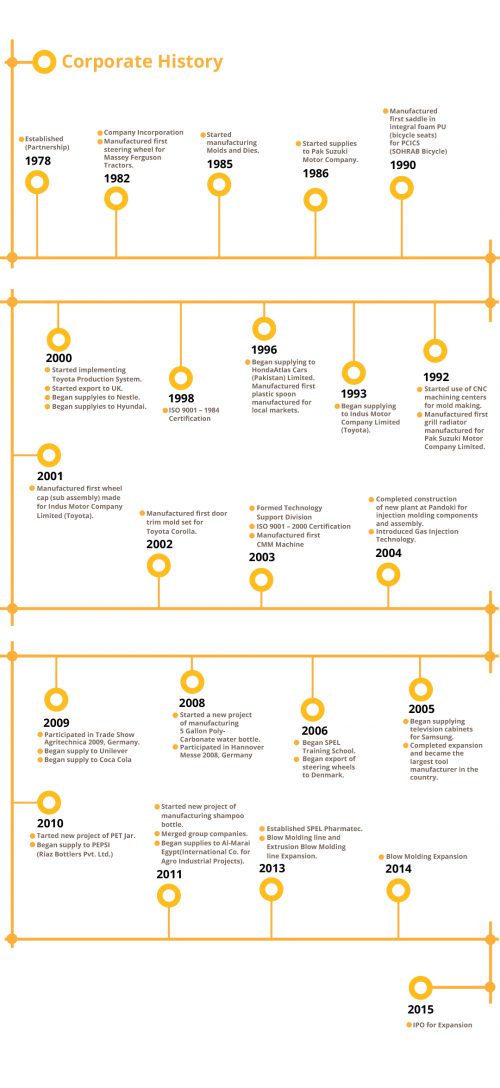 Corporate History
Established
(Partnership)
1978
Company Incorporation
Manufactured first
steering wheel for
Massey Ferguson
Tractors.
1982
Started
manufacturing
Molds and Dies.
1985
Started supplies
to Pak Suzuki
Motor Company.
1986
Manufactured
first saddle in
integral foam PU
(bicycle seats)
for PCICS
(SOHRAB Bicycle)
1990
2000
Started implementing
Toyota Production System.
Started export to UK.
Began supplyies to Nestle.
Began supplyies to Hyundai.
1998
ISO 9001 – 1984
Certification
1996
Began supplying to
HondaAtlas Cars
(Pakistan) Limited.
Manufactured first
plastic spoon
manufactured for
local markets.
1993
Began supplying
to Indus Motor
Company Limited
(Toyota).
1992
Started use of CNC
machining centers
for mold making.
Manufactured first
grill radiator
manufactured for
Pak Suzuki Motor
Company Limited.
2001
Manufactured first wheel
cap (sub assembly) made
for Indus Motor Company
Limited (Toyota).
Manufactured first door
trim mold set for
Toyota Corolla.
2002
Formed Technology
Support Division
ISO 9001 – 2000 Certification
Manufactured first
CMM Machine
2003
Completed construction
of new plant at Pandoki for
injection molding components
and assembly.
Introduced Gas Injection
Technology.
2004
2009
Participated in Trade Show
Agritechnica 2009, Germany.
Began supply to Unilever
Began supply to Coca Cola
2008
Started a new project
of manufacturing
5 Gallon Poly-
Carbonate water bottle.
Participated in Hannover
Messe 2008, Germany
2006
Began SPEL
Training School.
Began export of
steering wheels
to Denmark.
2005
Began supplying
television cabinets
for Samsung.
Completed expansion
and became the
largest tool
manufacturer in the
country.
2010
Tarted new project of PET Jar.
Began supply to PEPSI
(Riaz Bottlers Pvt. Ltd.)
Started new project of
manufacturing shampoo
bottle.
Merged group companies.
Began supplies to Al-Marai
Egypt(International Co. for
Agro Industrial Projects).
2011
Established SPEL Pharmatec.
Blow Molding line and
Extrusion Blow Molding
line Expansion.
2013
Blow Molding Expansion
2014
2015
IPO for Expansion